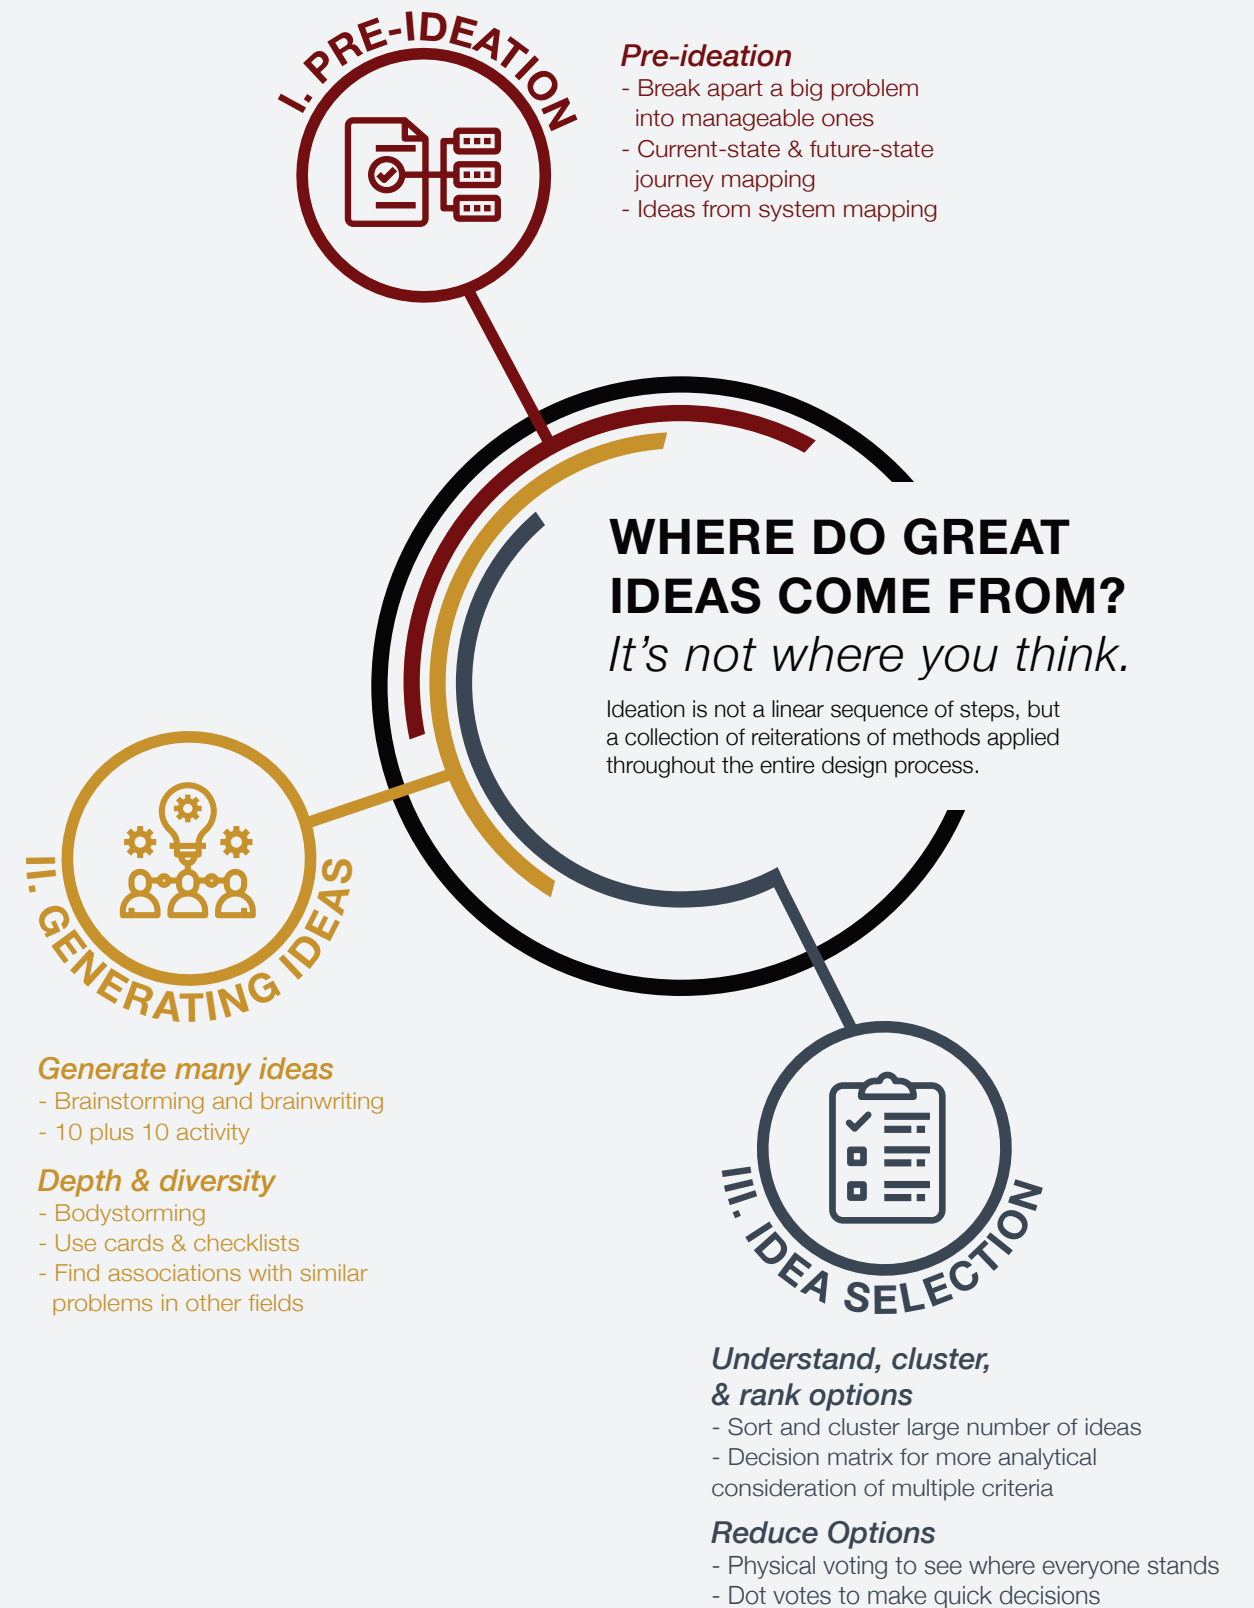 I. PRE-IDEATION
Pre-ideation
- Break apart a big problem
into manageable ones
- Current-state & future-state
journey mapping
- Ideas from system mapping
WHERE DO GREAT
IDEAS COME FROM?
It's not where you think.
Ideation is not a linear sequence of steps, but
a collection of reiterations of methods applied
throughout the entire design process.
II. GENERATING IDEAS
Generate many ideas
- Brainstorming and brainwriting
- 10 plus 10 activity
Depth & diversity
- Bodystorming
- Use cards & checklists
- Find associations with similar
problems in other fields
III. IDEA SELECTION
Understand, cluster,
& rank options
- Sort and cluster large number of ideas
- Decision matrix for more analytical
consideration of multiple criteria
Reduce Options
- Physical voting to see where everyone stands
- Dot votes to make quick decisions